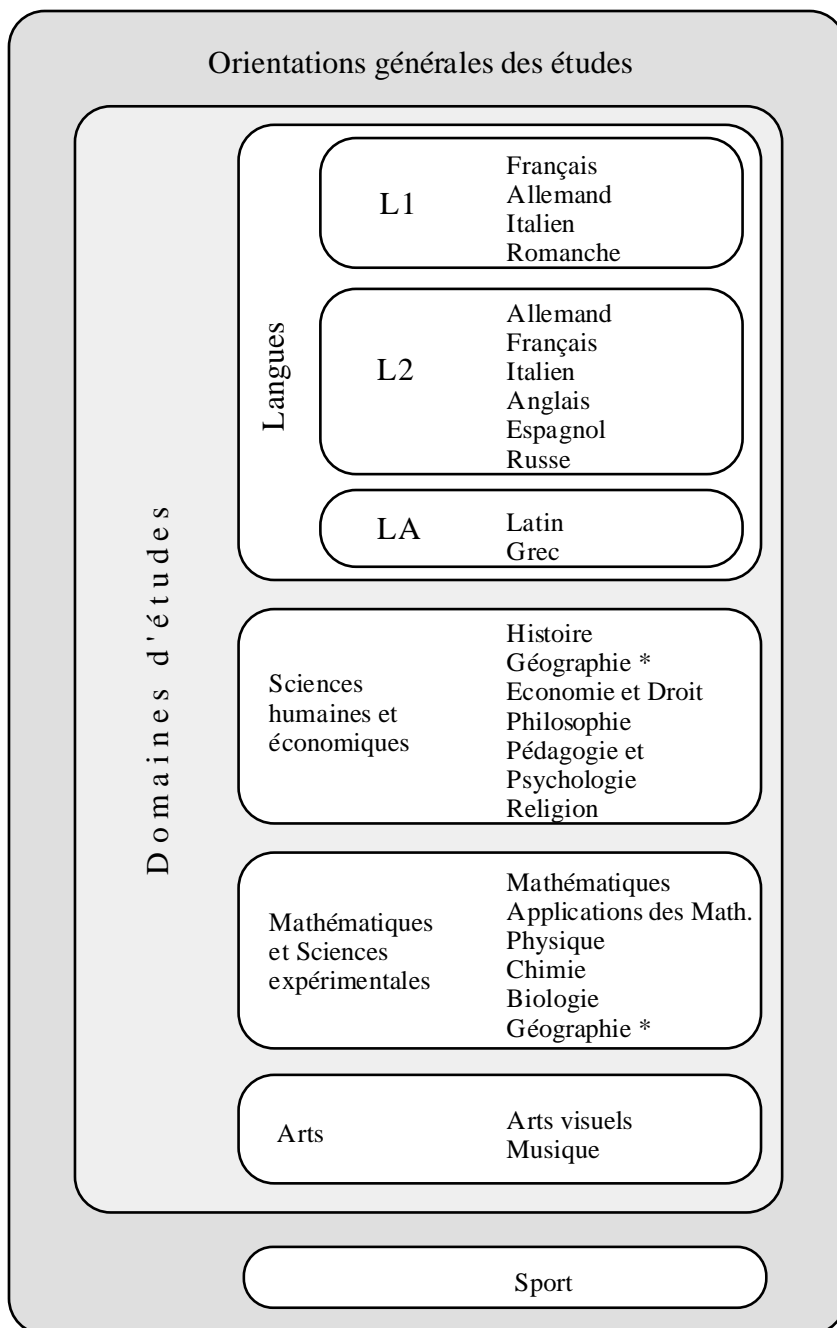 Orientations générales des études
Domaines d'études
Langues
L1
Français
Allemand
Italien
Romanche
L2
Allemand
Français
Italien
Anglais
Espagnol
Russe
LA
Latin
Grec
Sciences
humaines et
économiques
Histoire
Géographie *
Economie et Droit
Philosophie
Pédagogie et
Psychologie
Religion
Mathématiques
et Sciences
expérimentales
Mathématiques
Applications des Math.
Physique
Chimie
Biologie
Géographie *
Arts
Arts visuels
Musique
Sport